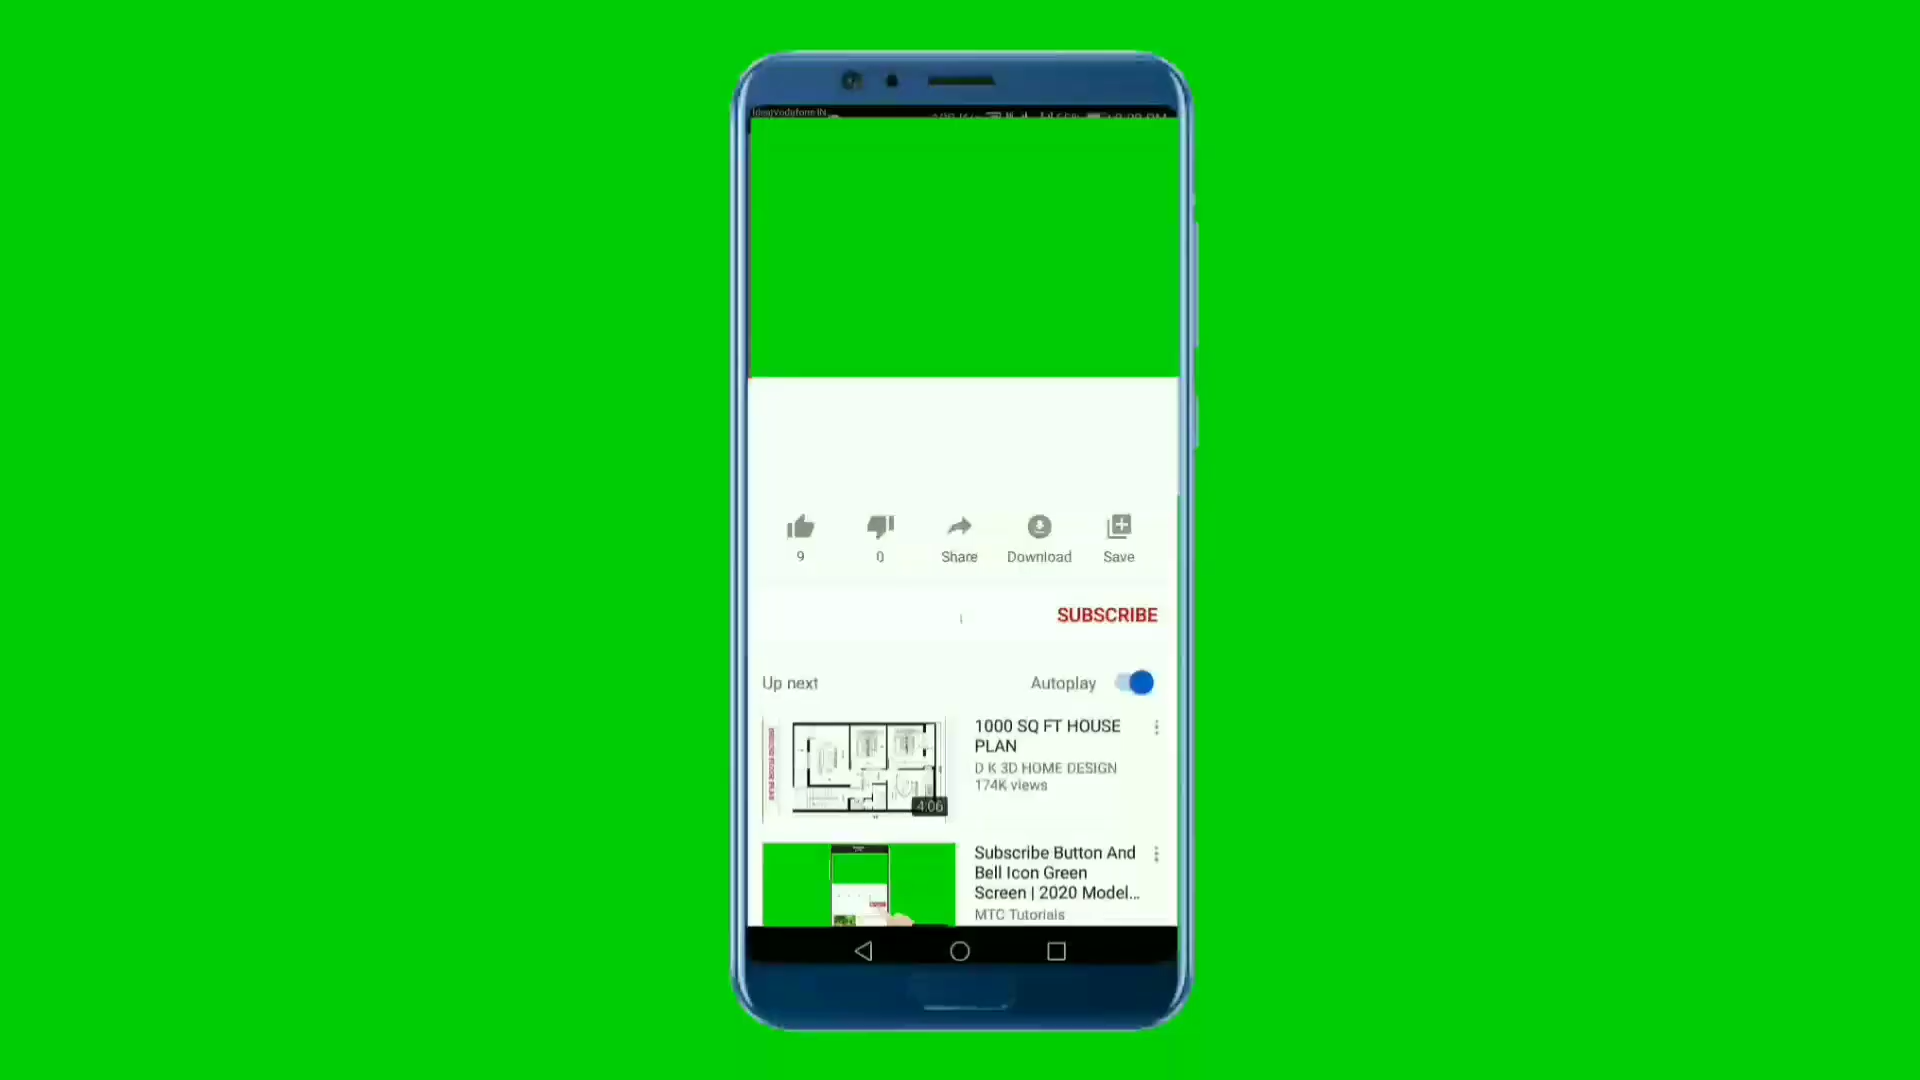 9
0
Share
Download
Save
SUBSCRIBE
Up next
Autoplay
1000 SQ FT HOUSE
PLAN
D K 3D HOME DESIGN
174K views
4:06
Subscribe Button And
Bell Icon Green
Screen | 2020 Model...
MTC Tutorials